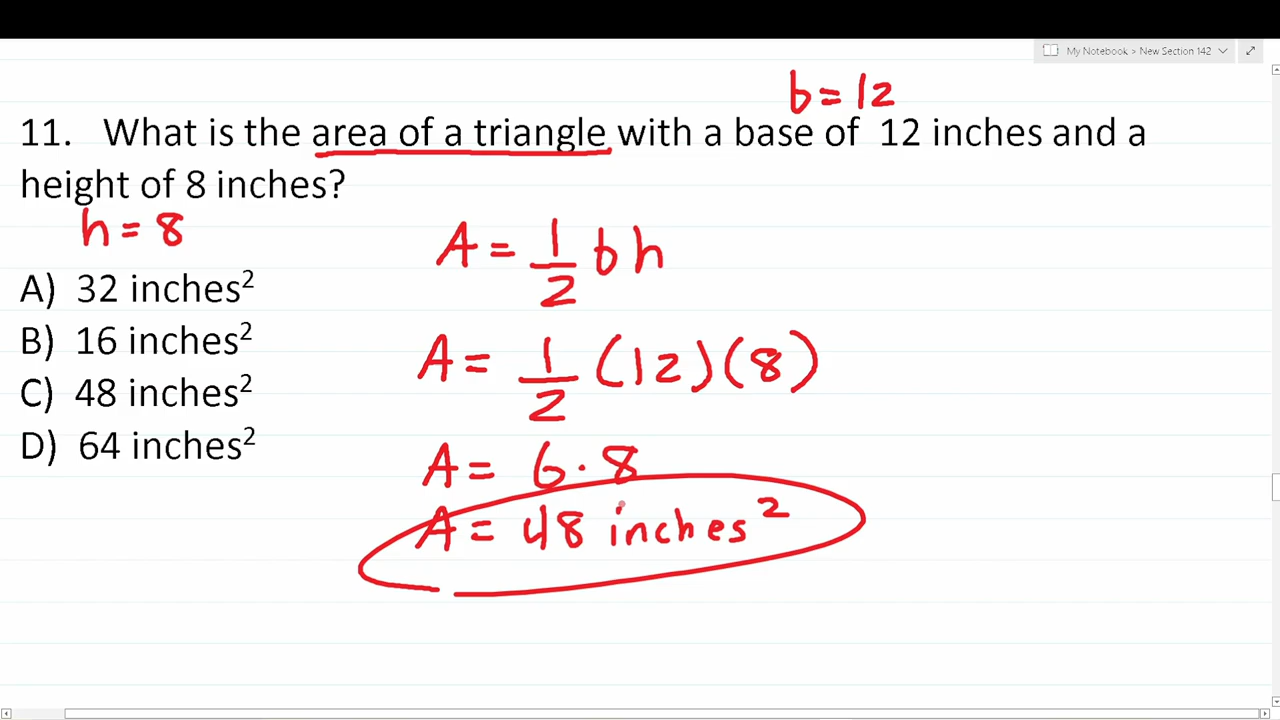 My Notebook > New Section 142
b = 12
11. What is the area of a triangle with a base of 12 inches and a
height of 8 inches?
h = 8
A = 1/2 b h
A) 32 inches²
B) 16 inches²
A = 1/2 (12)(8)
C) 48 inches²
D) 64 inches²
A = 6 · 8
A = 48 inches²